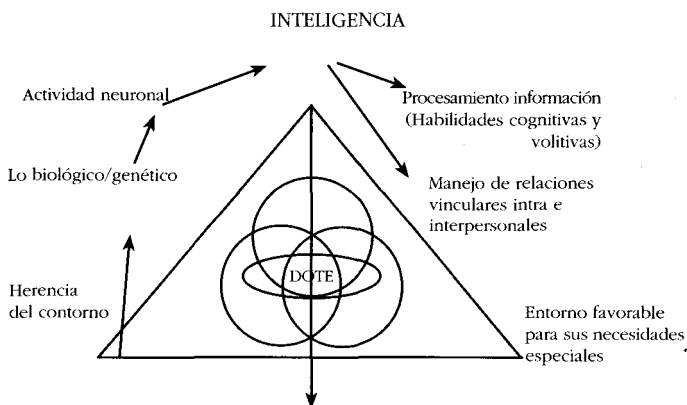 INTELIGENCIA
Actividad neuronal
Procesamiento información
(Habilidades cognitivas y
volitivas)
Lo biológico/genético
Manejo de relaciones
vinculares intra e
interpersonales
DOTE
Herencia
del contorno
Entorno favorable
para sus necesidades
especiales